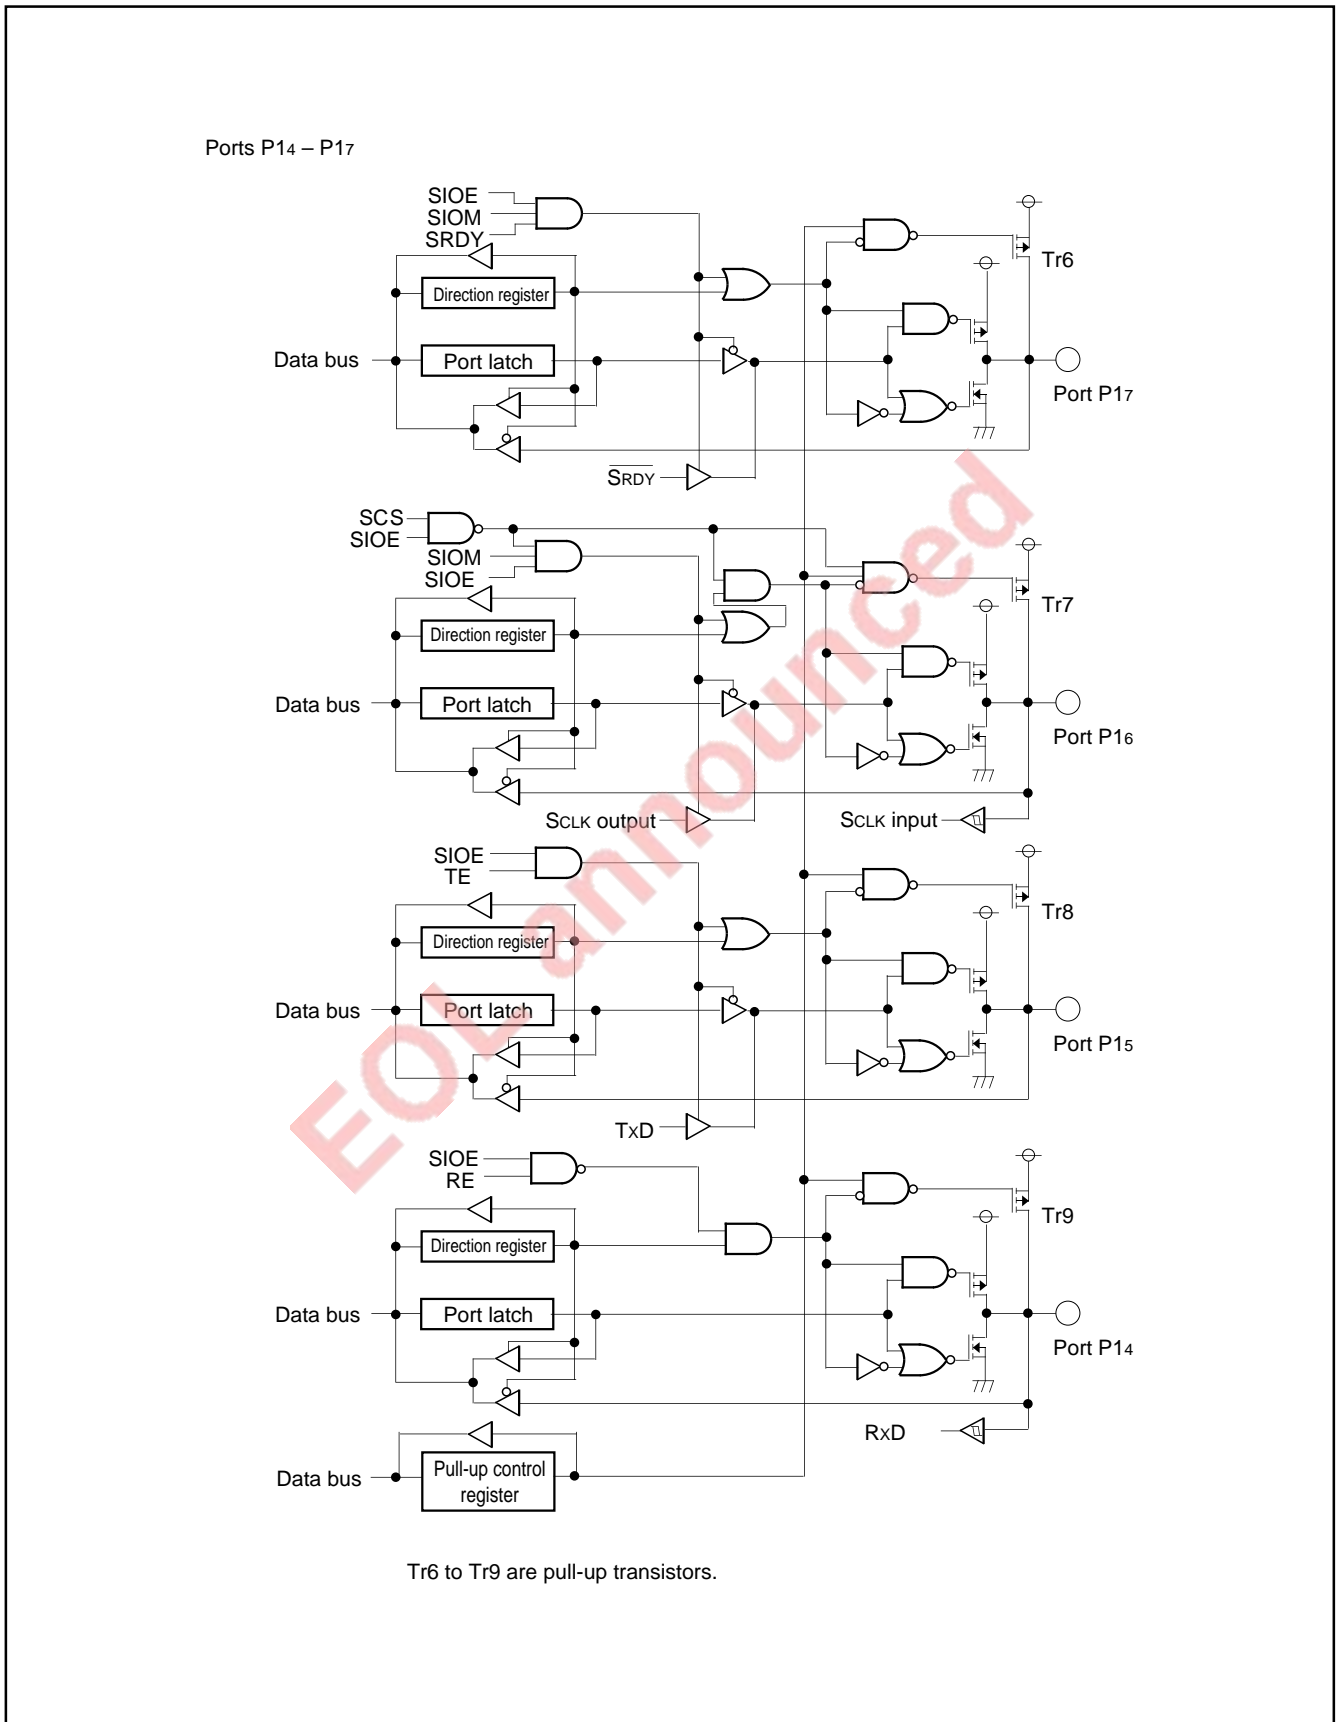 Ports P14 – P17
SIOE
SIOM
SRDY
Tr6
Direction register
Data bus
Port latch
Port P17
SRDY
SCS
SIOE
SIOM
SIOE
Tr7
Direction register
Data bus
Port latch
Port P16
SCLK output
SCLK input
SIOE
TE
Tr8
Direction register
Data bus
Port latch
Port P15
TxD
SIOE
RE
Tr9
Direction register
Data bus
Port latch
Port P14
RxD
Data bus
Pull-up control
register
Tr6 to Tr9 are pull-up transistors.
EOL announced